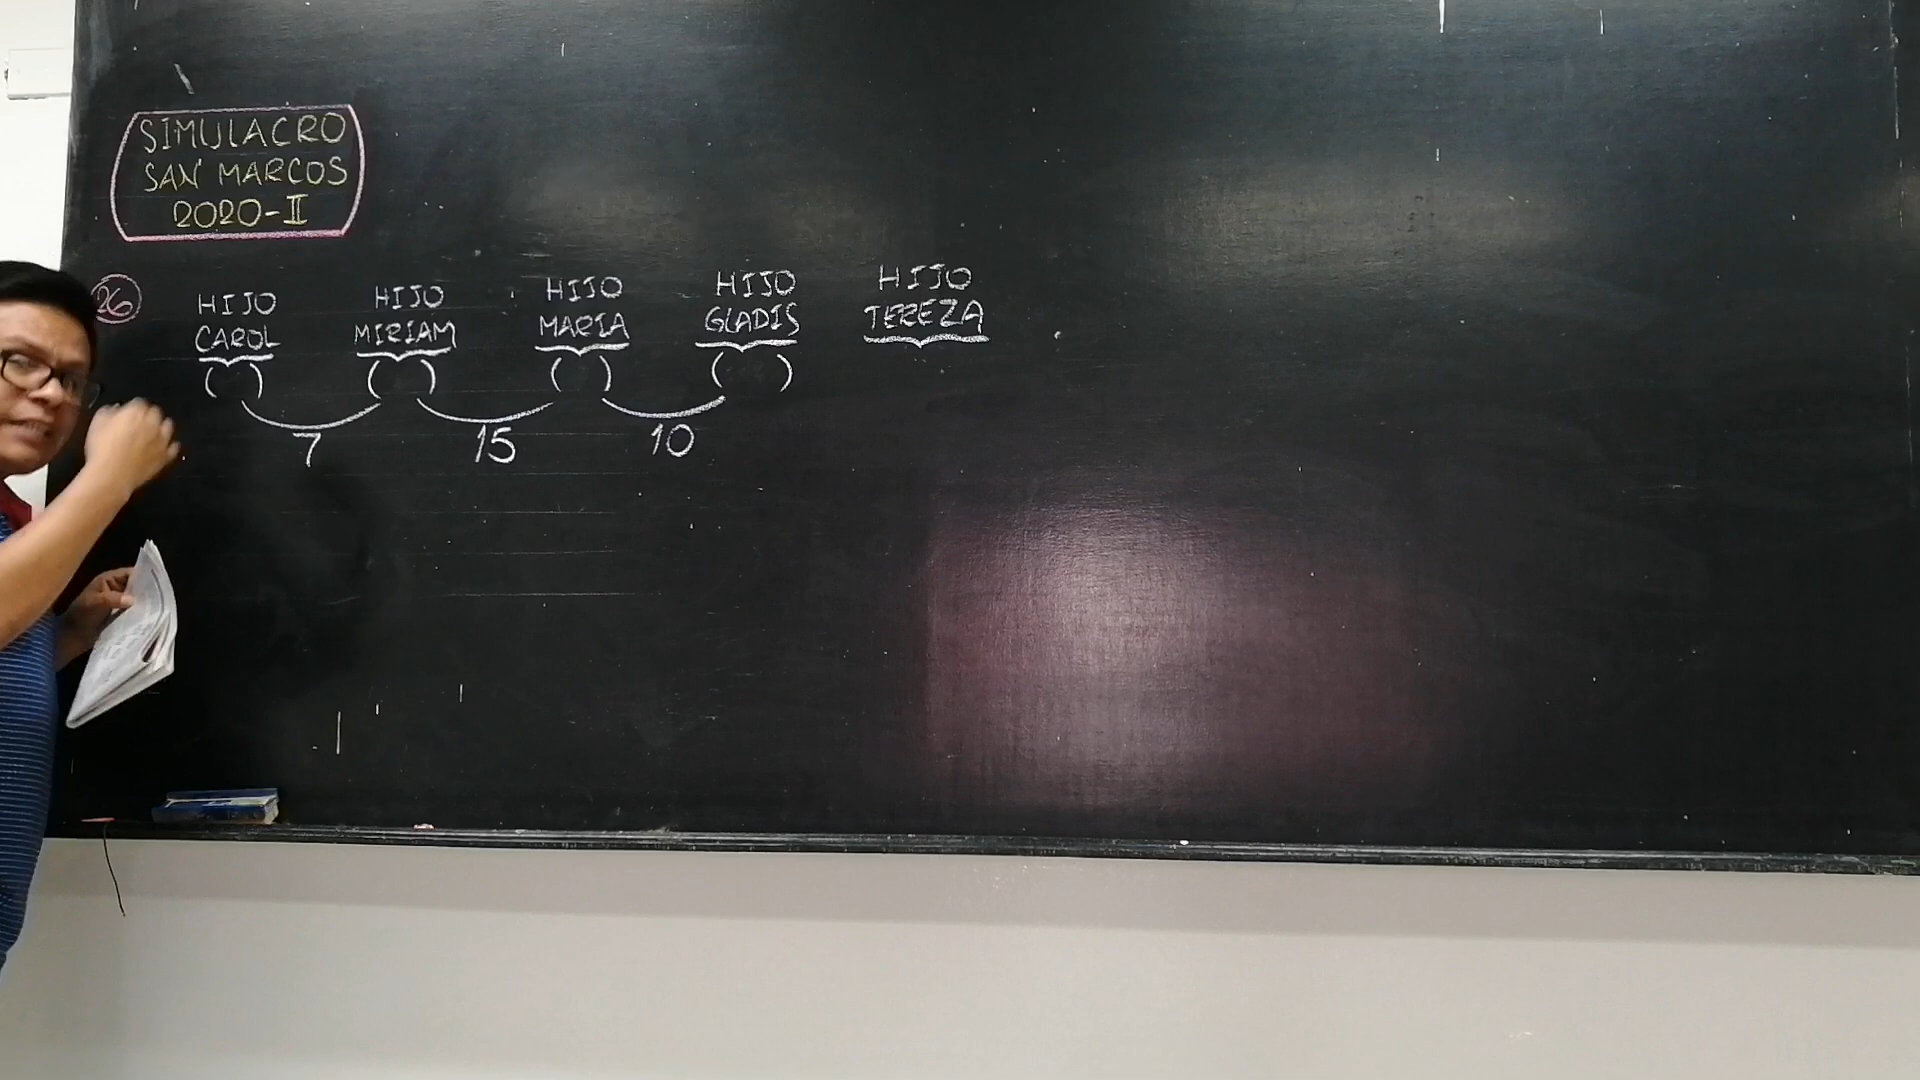 SIMULACRO
SAN MARCOS
2020-II
26
HIJO HIJO HIJO HIJO HIJO
CAROL MIRIAM MARIA GLADIS TEREZA
( ) ( ) ( ) ( )
7 15 10